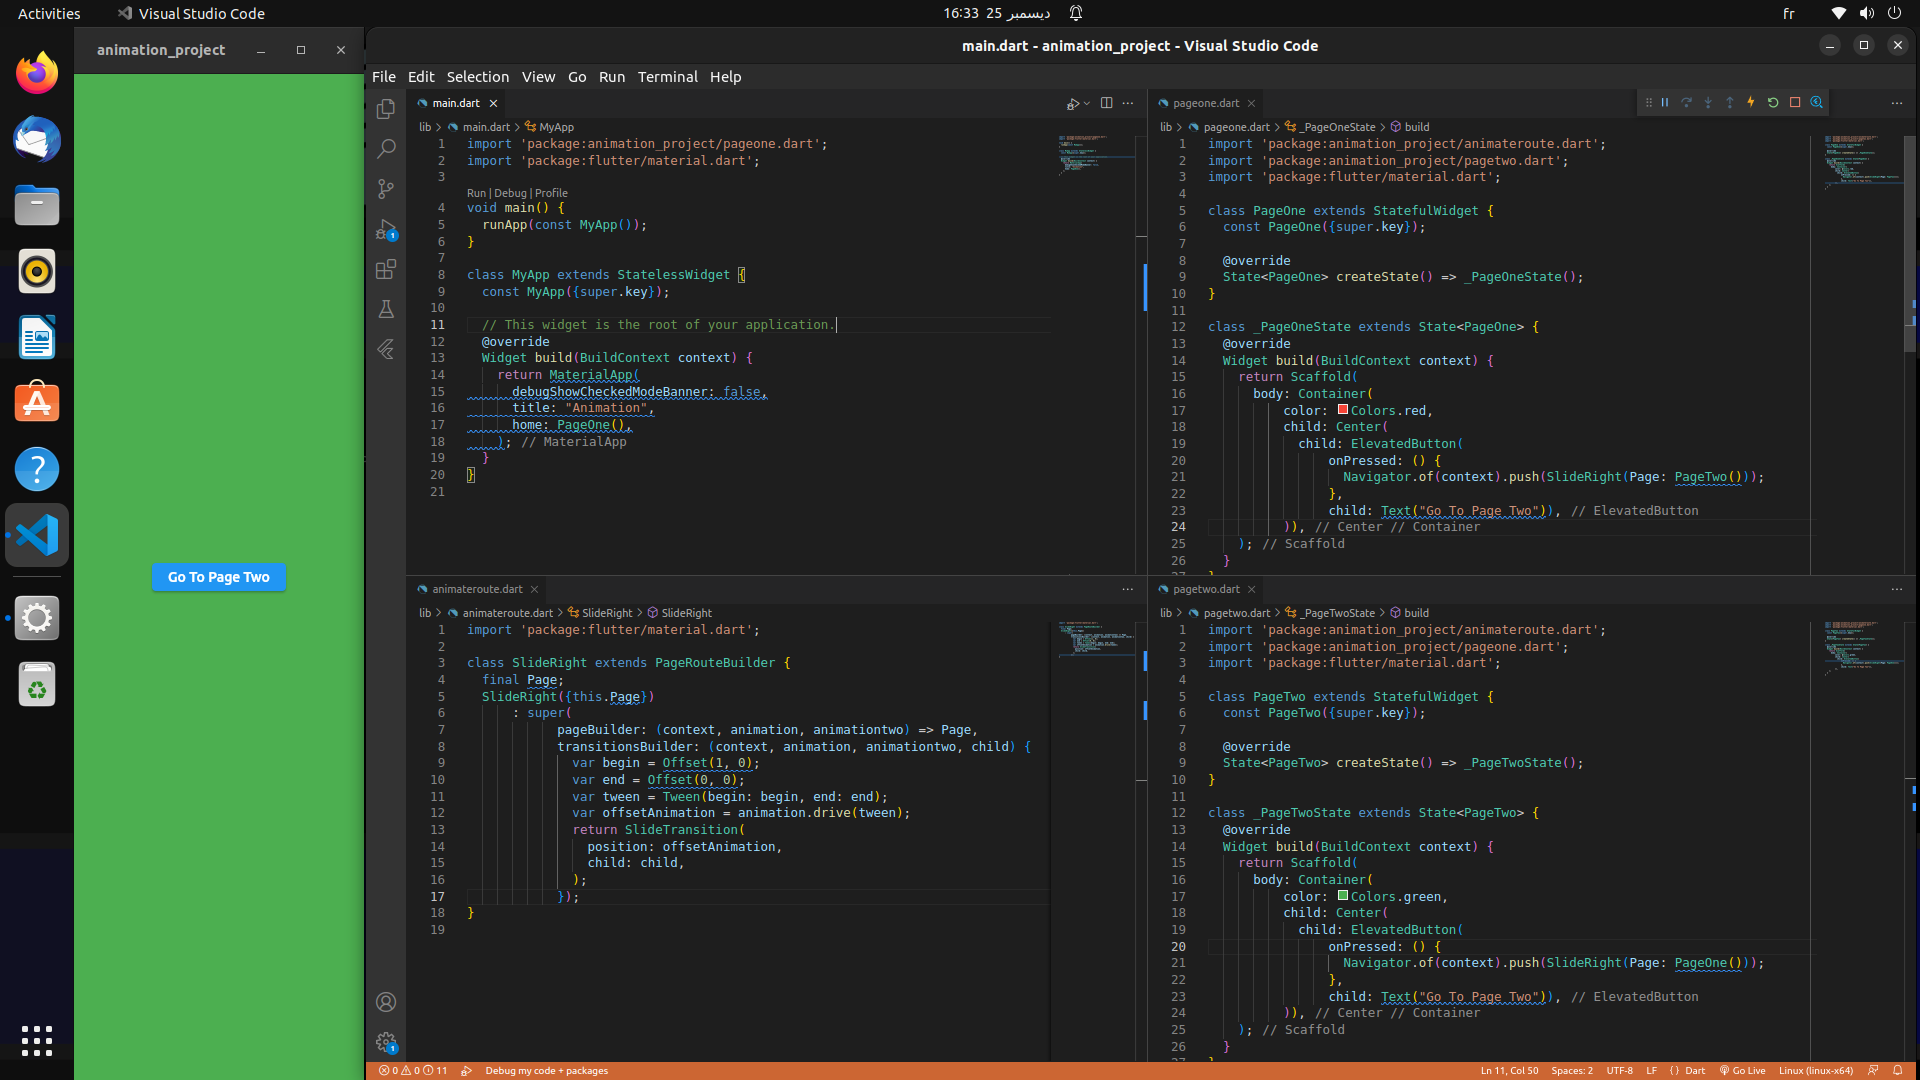 Activities
Visual Studio Code
16:33 25 ديسمبر
fr
animation_project
main.dart - animation_project - Visual Studio Code
File Edit Selection View Go Run Terminal Help
Go To Page Two
main.dart
lib > main.dart > MyApp
1 import 'package:animation_project/pageone.dart';
2 import 'package:flutter/material.dart';
3
Run | Debug | Profile
4 void main() {
5 runApp(const MyApp());
6 }
7
8 class MyApp extends StatelessWidget {
9 const MyApp({super.key});
10
11 // This widget is the root of your application.
12 @override
13 Widget build(BuildContext context) {
14 return MaterialApp(
15 debugShowCheckedModeBanner: false,
16 title: "Animation",
17 home: PageOne(),
18 ); // MaterialApp
19 }
20 }
21
pageone.dart
lib > pageone.dart > _PageOneState > build
1 import 'package:animation_project/animateroute.dart';
2 import 'package:animation_project/pagetwo.dart';
3 import 'package:flutter/material.dart';
4
5 class PageOne extends StatefulWidget {
6 const PageOne({super.key});
7
8 @override
9 State<PageOne> createState() => _PageOneState();
10 }
11
12 class _PageOneState extends State<PageOne> {
13 @override
14 Widget build(BuildContext context) {
15 return Scaffold(
16 body: Container(
17 color: Colors.red,
18 child: Center(
19 child: ElevatedButton(
20 onPressed: () {
21 Navigator.of(context).push(SlideRight(Page: PageTwo()));
22 },
23 child: Text("Go To Page Two")), // ElevatedButton
24 )), // Center // Container
25 ); // Scaffold
26 }
animateroute.dart
lib > animateroute.dart > SlideRight > SlideRight
1 import 'package:flutter/material.dart';
2
3 class SlideRight extends PageRouteBuilder {
4 final Page;
5 SlideRight({this.Page})
6 : super(
7 pageBuilder: (context, animation, animationtwo) => Page,
8 transitionsBuilder: (context, animation, animationtwo, child) {
9 var begin = Offset(1, 0);
10 var end = Offset(0, 0);
11 var tween = Tween(begin: begin, end: end);
12 var offsetAnimation = animation.drive(tween);
13 return SlideTransition(
14 position: offsetAnimation,
15 child: child,
16 );
17 });
18 }
19
pagetwo.dart
lib > pagetwo.dart > _PageTwoState > build
1 import 'package:animation_project/animateroute.dart';
2 import 'package:animation_project/pageone.dart';
3 import 'package:flutter/material.dart';
4
5 class PageTwo extends StatefulWidget {
6 const PageTwo({super.key});
7
8 @override
9 State<PageTwo> createState() => _PageTwoState();
10 }
11
12 class _PageTwoState extends State<PageTwo> {
13 @override
14 Widget build(BuildContext context) {
15 return Scaffold(
16 body: Container(
17 color: Colors.green,
18 child: Center(
19 child: ElevatedButton(
20 onPressed: () {
21 Navigator.of(context).push(SlideRight(Page: PageOne()));
22 },
23 child: Text("Go To Page Two")), // ElevatedButton
24 )), // Center // Container
25 ); // Scaffold
26 }
0 0 11 Debug my code + packages
Ln 11, Col 50 Spaces: 2 UTF-8 LF {} Dart Go Live Linux (linux-x64)